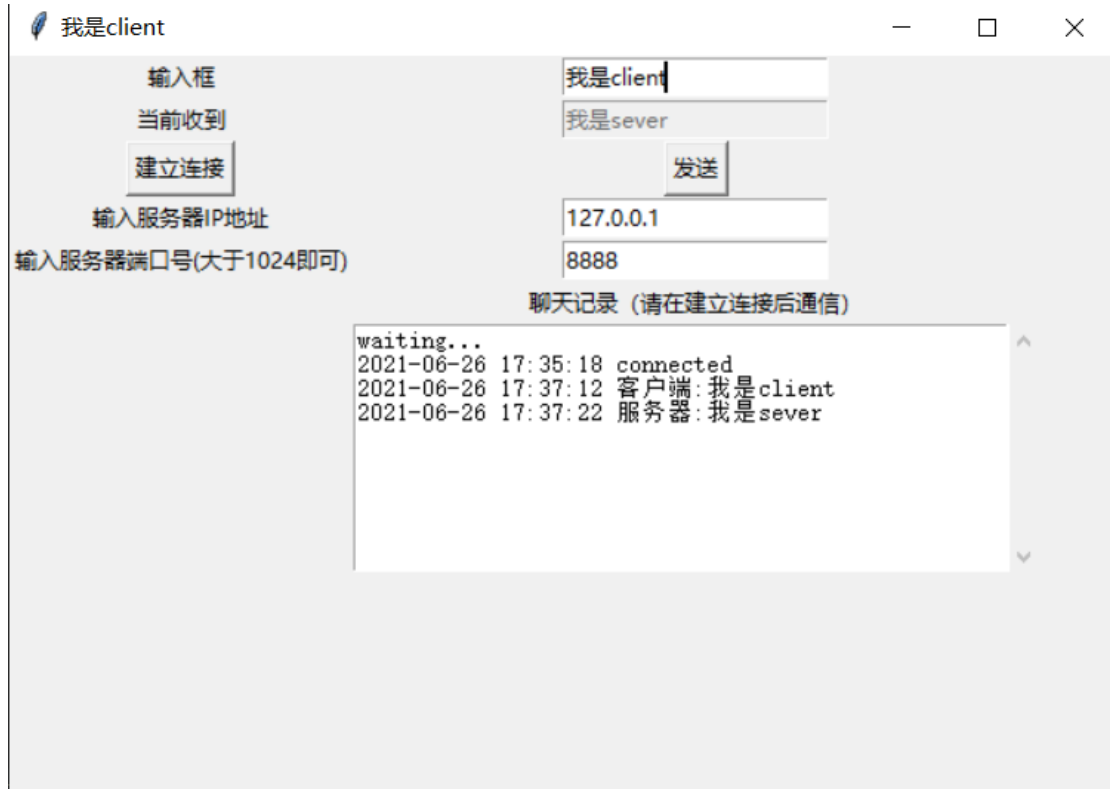 我是client
输入框 我是client
当前收到 我是sever
建立连接 发送
输入服务器IP地址 127.0.0.1
输入服务器端口号(大于1024即可) 8888
聊天记录（请在建立连接后通信）
waiting...
2021-06-26 17:35:18 connected
2021-06-26 17:37:12 客户端:我是client
2021-06-26 17:37:22 服务器:我是sever